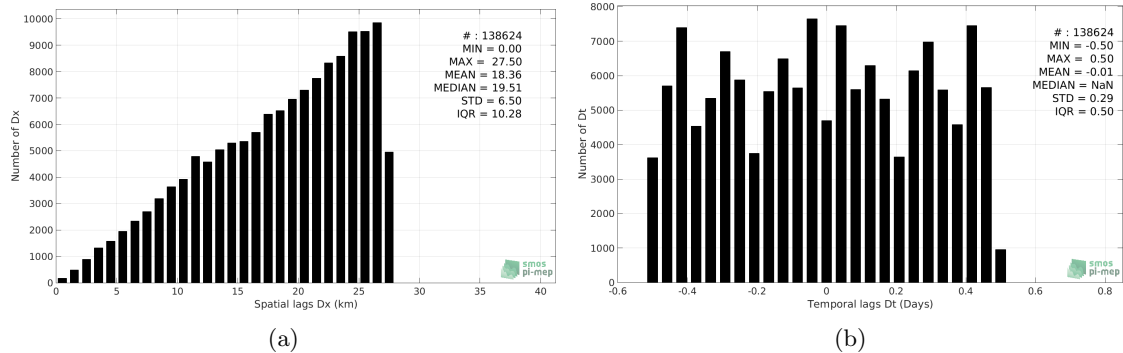 10000
9000
8000
7000
6000
5000
4000
3000
2000
1000
0
Number of Dx
# : 138624
MIN = 0.00
MAX = 27.50
MEAN = 18.36
MEDIAN = 19.51
STD = 6.50
IQR = 10.28
smos
pi-mep
0 5 10 15 20 25 30 35 40
Spatial lags Dx (km)
(a)
8000
7000
6000
5000
4000
3000
2000
1000
0
Number of Dt
# : 138624
MIN = -0.50
MAX = 0.50
MEAN = -0.01
MEDIAN = NaN
STD = 0.29
IQR = 0.50
smos
pi-mep
-0.6 -0.4 -0.2 0 0.2 0.4 0.6 0.8
Temporal lags Dt (Days)
(b)